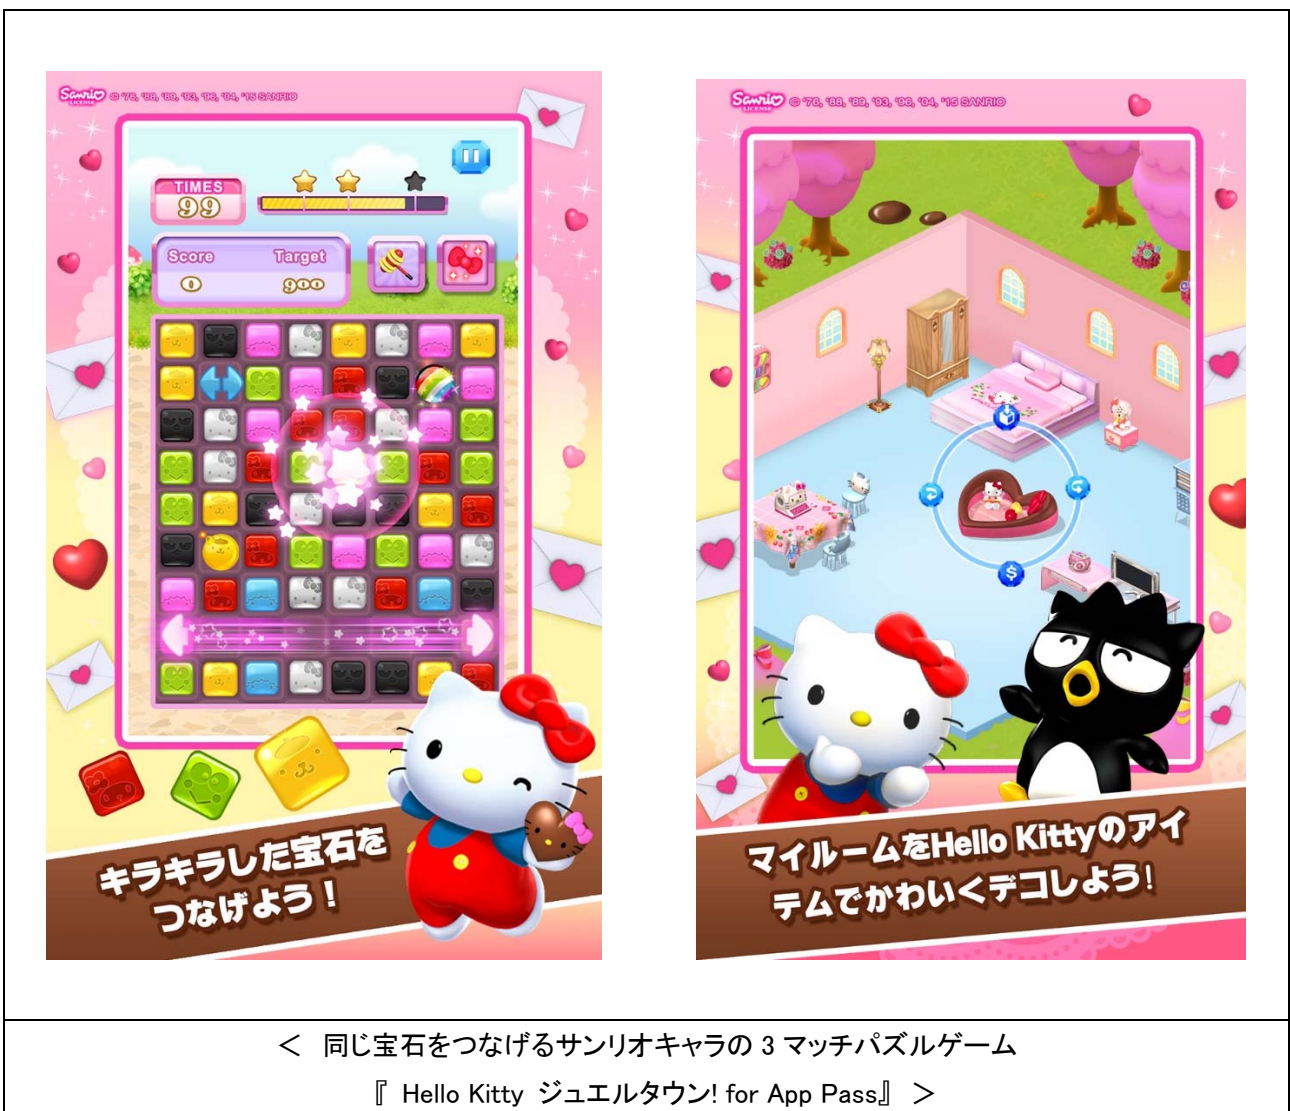 Sanrio © '76, '88, '89, '93, '96, '04, '15 SANRIO
LICENSE
TIMES
99
Score Target
0 900
キラキラした宝石を
つなげよう！
Sanrio © '76, '88, '89, '93, '96, '04, '15 SANRIO
LICENSE
$
マイルームをHello Kittyのアイ
テムでかわいくデコしよう!
＜ 同じ宝石をつなげるサンリオキャラの 3 マッチパズルゲーム
『 Hello Kitty ジュエルタウン! for App Pass』 ＞